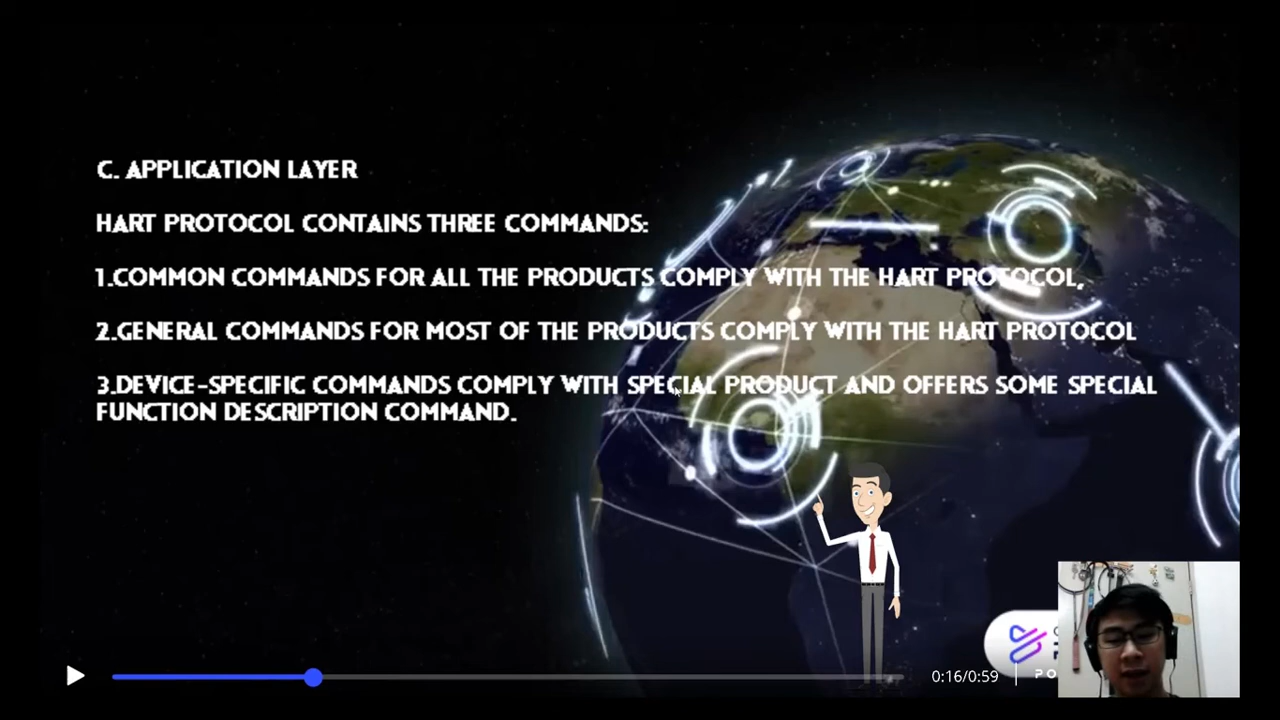 C. APPLICATION LAYER
HART PROTOCOL CONTAINS THREE COMMANDS:
1.COMMON COMMANDS FOR ALL THE PRODUCTS COMPLY WITH THE HART PROTOCOL,
2.GENERAL COMMANDS FOR MOST OF THE PRODUCTS COMPLY WITH THE HART PROTOCOL
3.DEVICE-SPECIFIC COMMANDS COMPLY WITH SPECIAL PRODUCT AND OFFERS SOME SPECIAL
FUNCTION DESCRIPTION COMMAND.
0:16/0:59